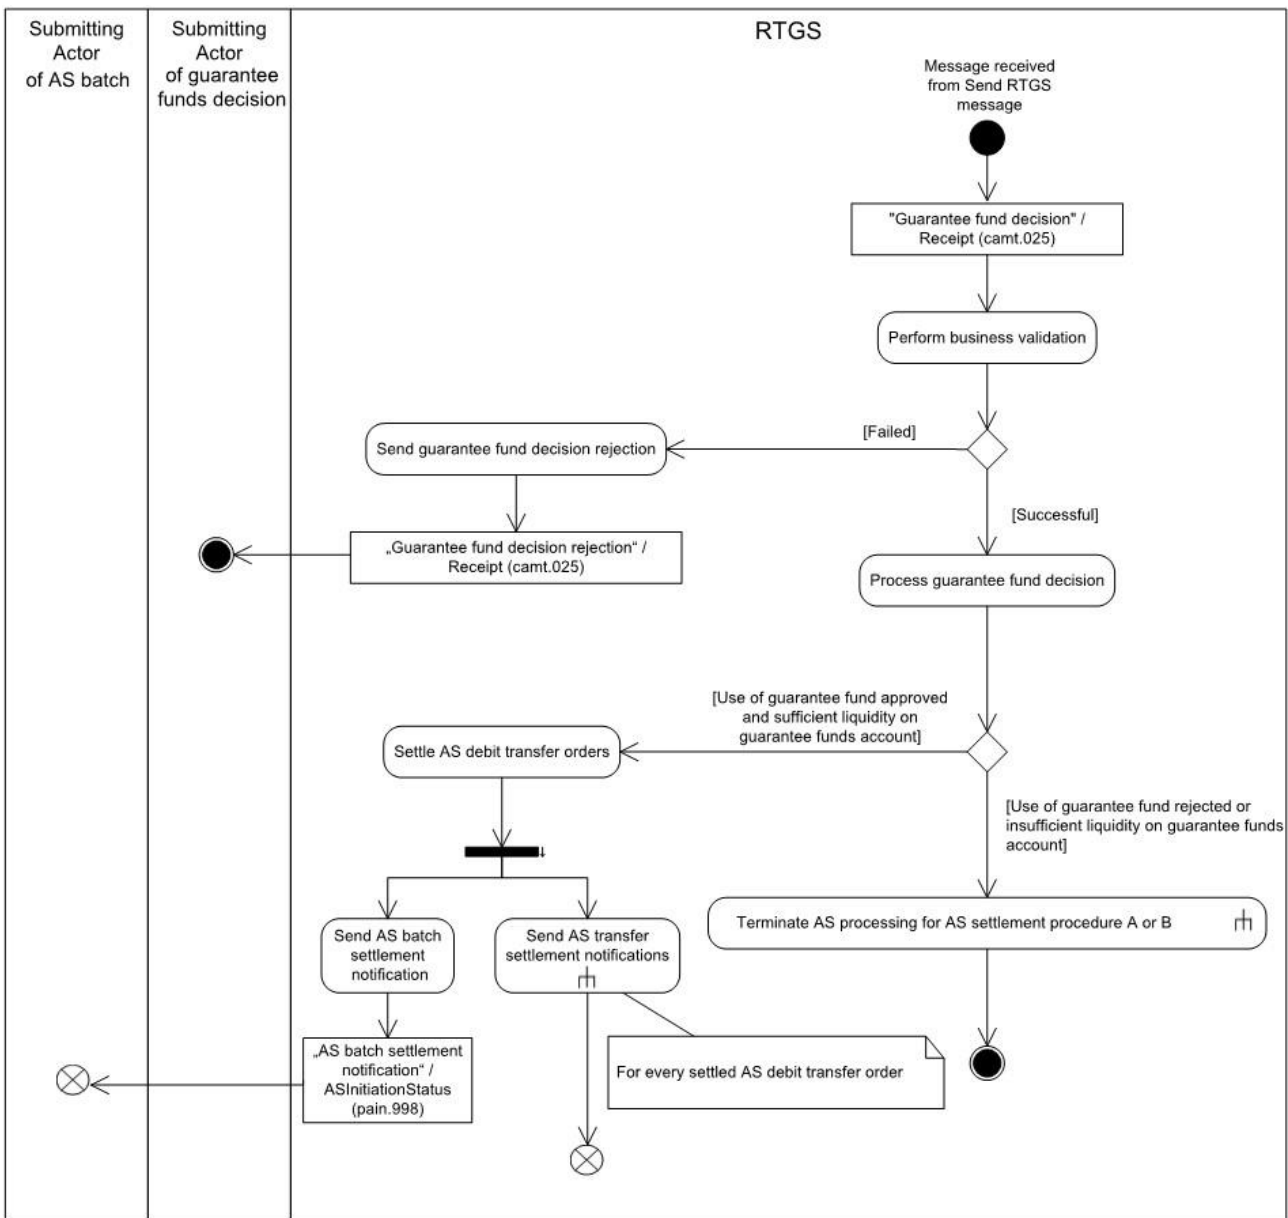 Submitting
Actor
of AS batch
Submitting
Actor
of guarantee
funds decision
RTGS
Message received
from Send RTGS
message
"Guarantee fund decision" /
Receipt (camt.025)
Perform business validation
[Failed]
Send guarantee fund decision rejection
[Successful]
„Guarantee fund decision rejection“ /
Receipt (camt.025)
Process guarantee fund decision
[Use of guarantee fund approved
and sufficient liquidity on
guarantee funds account]
Settle AS debit transfer orders
[Use of guarantee fund rejected or
insufficient liquidity on guarantee funds
account]
Terminate AS processing for AS settlement procedure A or B
Send AS batch
settlement
notification
Send AS transfer
settlement notifications
„AS batch settlement
notification“ /
ASInitiationStatus
(pain.998)
For every settled AS debit transfer order